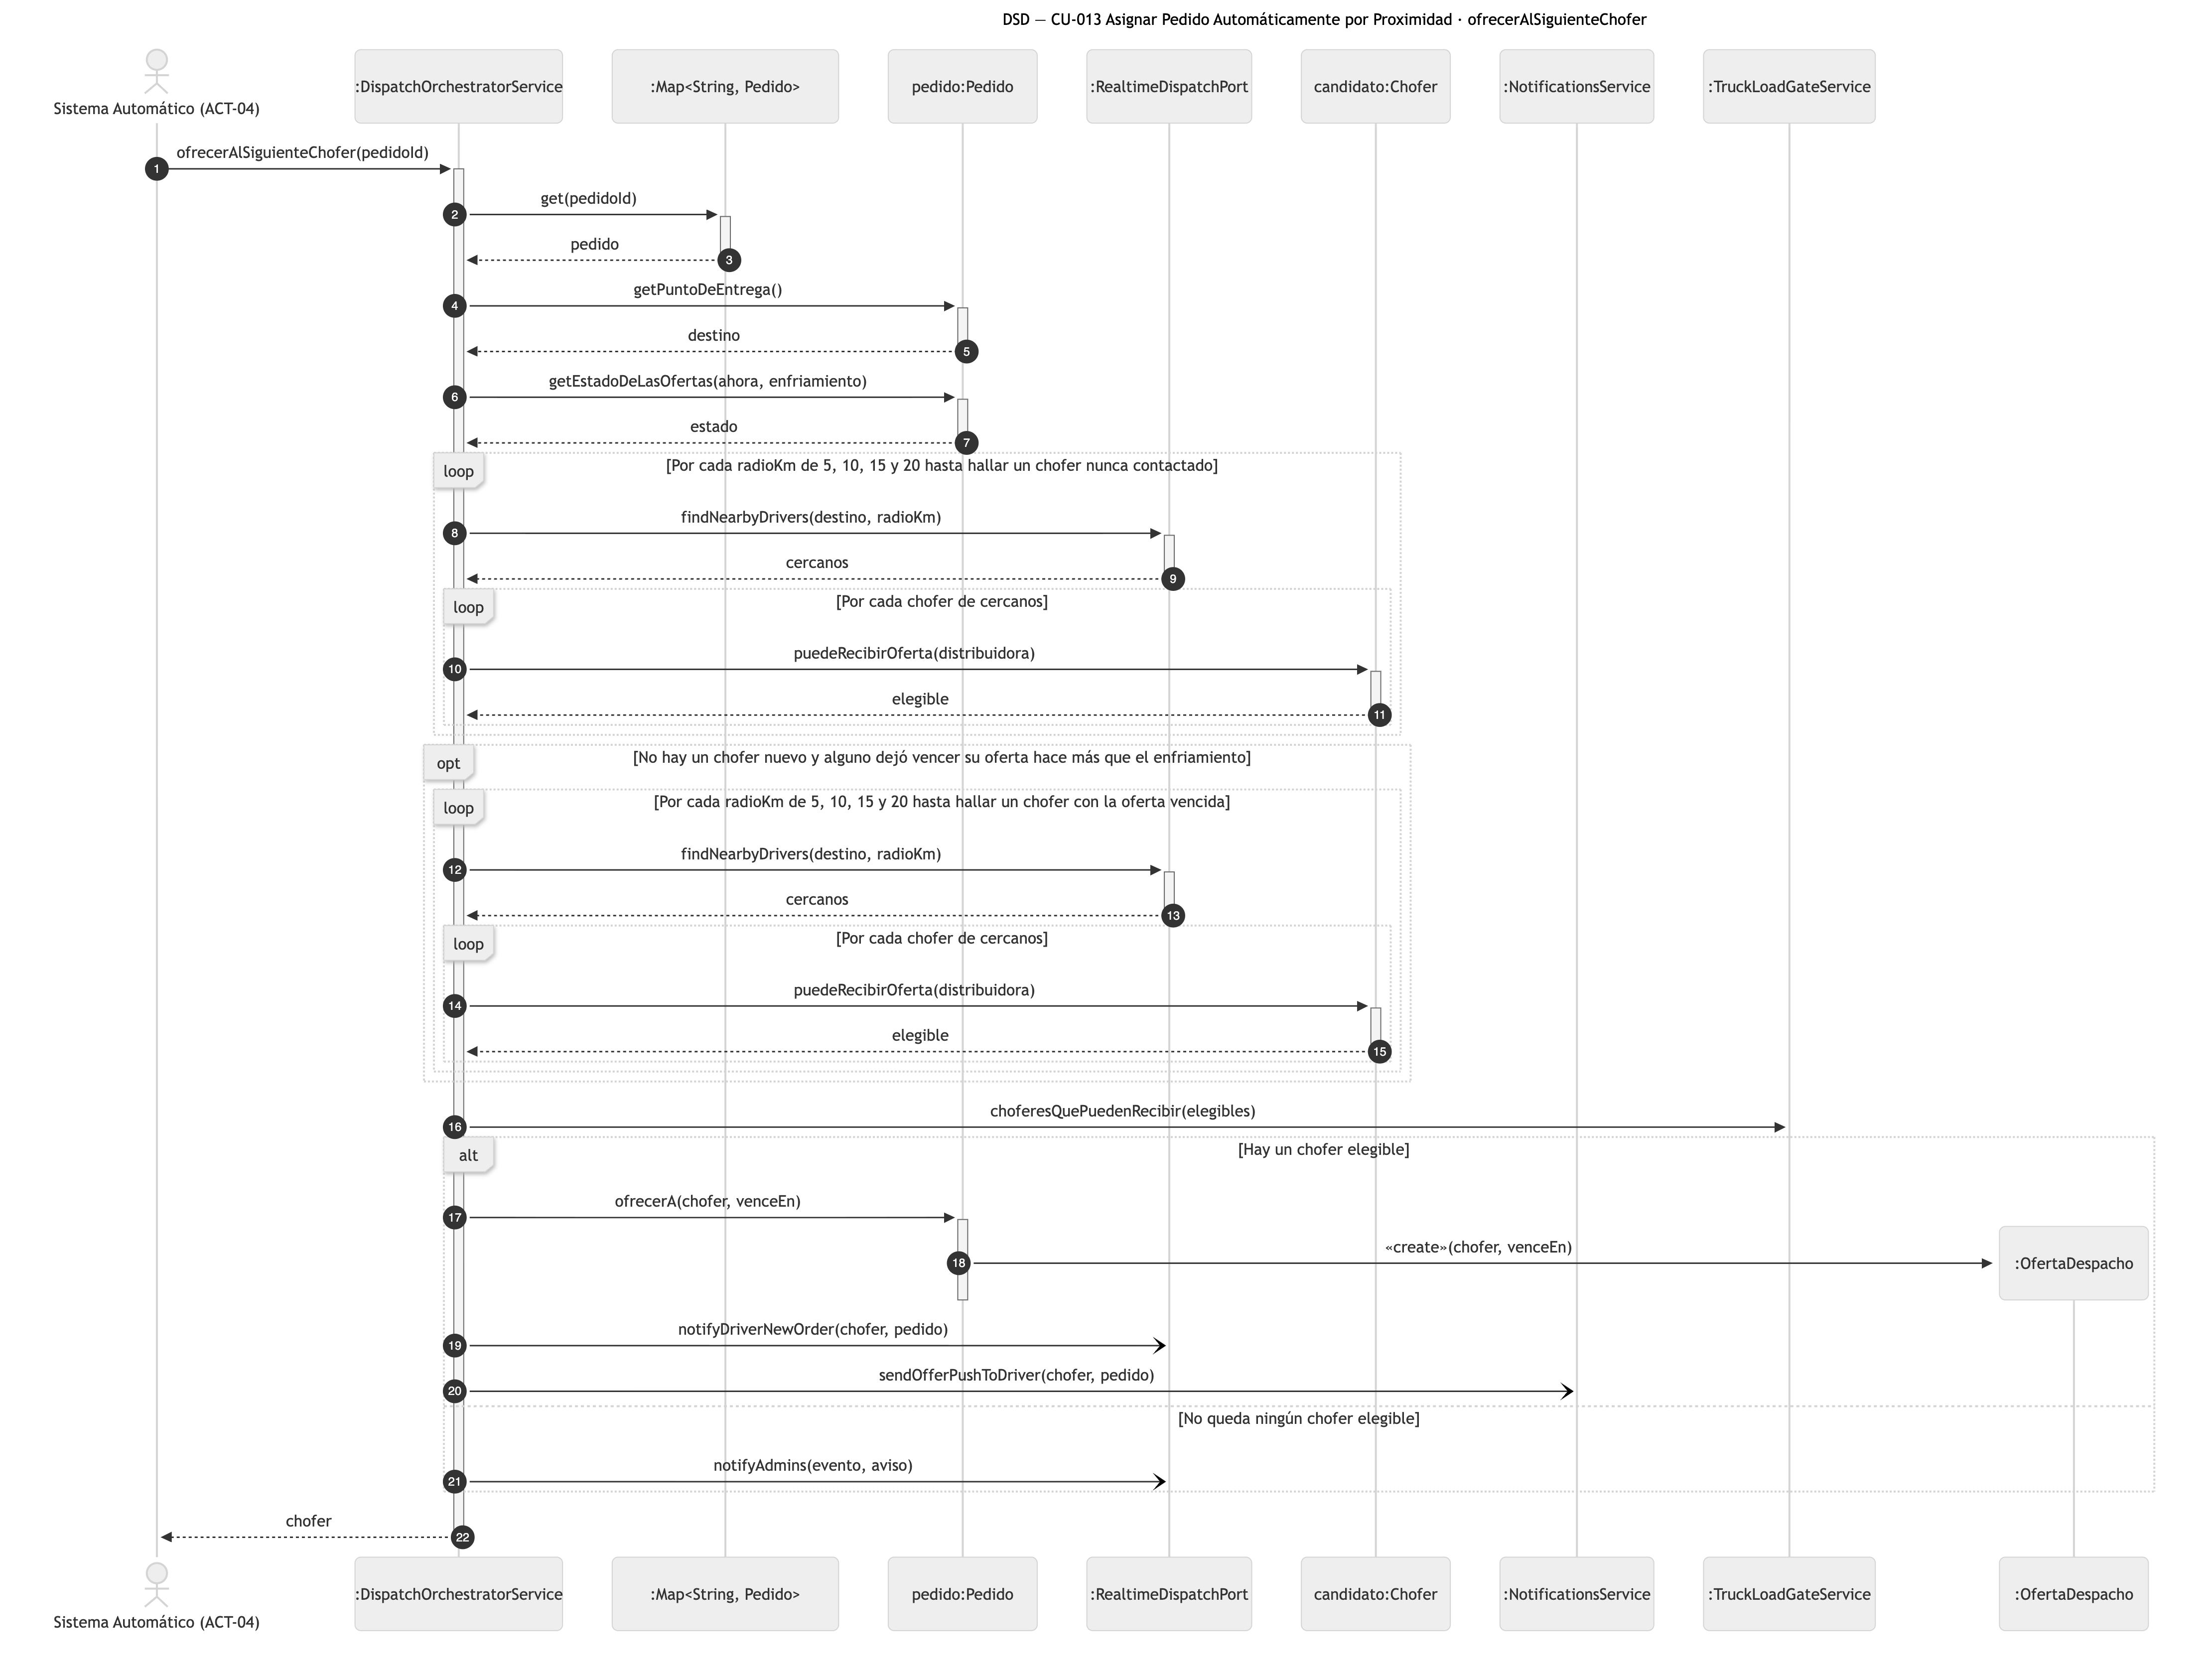 DSD — CU-013 Asignar Pedido Automáticamente por Proximidad · ofrecerAlSiguienteChofer
Sistema Automático (ACT-04)
:DispatchOrchestratorService
:Map<String, Pedido>
pedido:Pedido
:RealtimeDispatchPort
candidato:Chofer
:NotificationsService
:TruckLoadGateService
ofrecerAlSiguienteChofer(pedidoId)
1
get(pedidoId)
2
pedido
3
getPuntoDeEntrega()
4
destino
5
getEstadoDeLasOfertas(ahora, enfriamiento)
6
estado
7
loop
[Por cada radioKm de 5, 10, 15 y 20 hasta hallar un chofer nunca contactado]
findNearbyDrivers(destino, radioKm)
8
cercanos
9
loop
[Por cada chofer de cercanos]
puedeRecibirOferta(distribuidora)
10
elegible
11
opt
[No hay un chofer nuevo y alguno dejó vencer su oferta hace más que el enfriamiento]
loop
[Por cada radioKm de 5, 10, 15 y 20 hasta hallar un chofer con la oferta vencida]
findNearbyDrivers(destino, radioKm)
12
cercanos
13
loop
[Por cada chofer de cercanos]
puedeRecibirOferta(distribuidora)
14
elegible
15
choferesQuePuedenRecibir(elegibles)
16
alt
[Hay un chofer elegible]
ofrecerA(chofer, venceEn)
17
«create»(chofer, venceEn)
18
:OfertaDespacho
notifyDriverNewOrder(chofer, pedido)
19
sendOfferPushToDriver(chofer, pedido)
20
[No queda ningún chofer elegible]
notifyAdmins(evento, aviso)
21
chofer
22
Sistema Automático (ACT-04)
:DispatchOrchestratorService
:Map<String, Pedido>
pedido:Pedido
:RealtimeDispatchPort
candidato:Chofer
:NotificationsService
:TruckLoadGateService
:OfertaDespacho